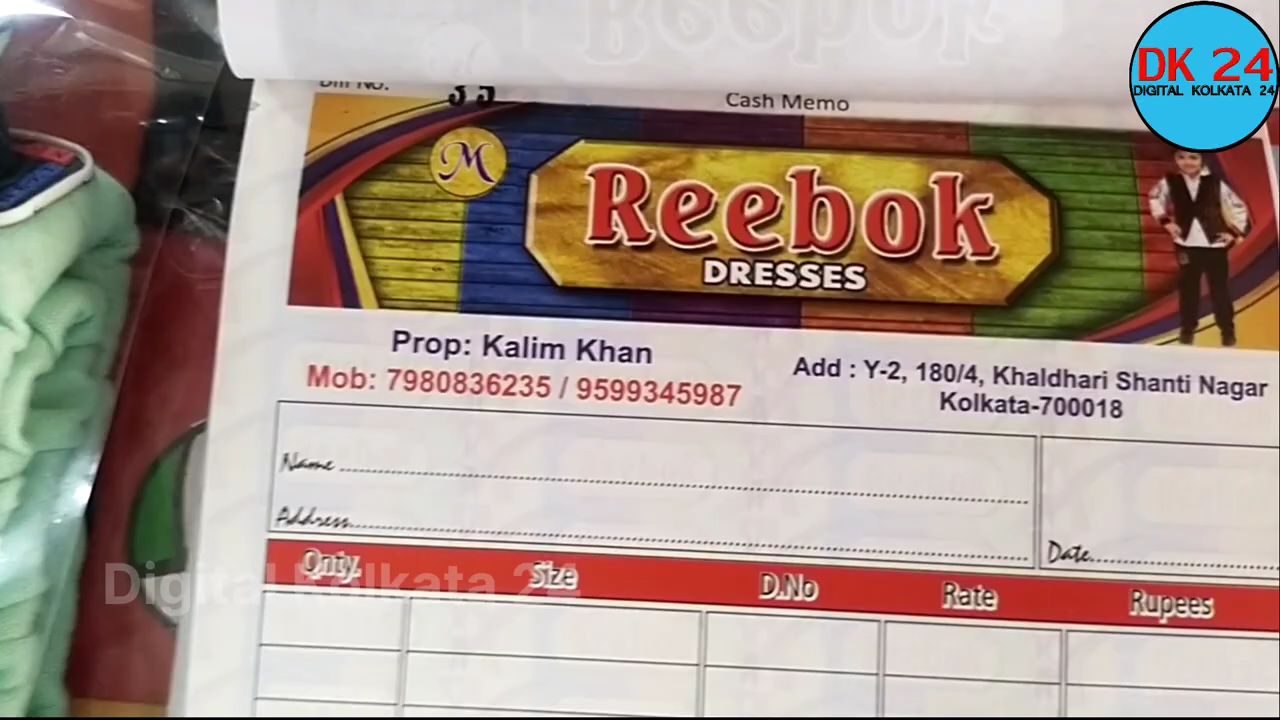 DK 24
DIGITAL KOLKATA 24
Bill No.
Cash Memo
M
Reebok
DRESSES
Prop: Kalim Khan
Mob: 7980836235 / 9599345987
Add : Y-2, 180/4, Khaldhari Shanti Nagar
Kolkata-700018
Name
Address
Date
Qnty. Size D.No Rate Rupees
Digital Kolkata 24